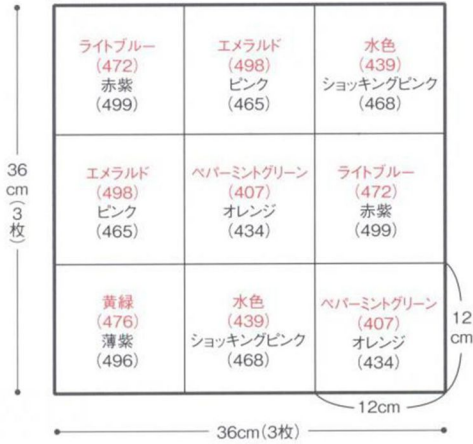 ライトブルー
(472)
赤紫
(499)
エメラルド
(498)
ピンク
(465)
水色
(439)
ショッキングピンク
(468)
エメラルド
(498)
ピンク
(465)
ペパーミントグリーン
(407)
オレンジ
(434)
ライトブルー
(472)
赤紫
(499)
黄緑
(476)
薄紫
(496)
水色
(439)
ショッキングピンク
(468)
ペパーミントグリーン
(407)
オレンジ
(434)
36
cm
(3枚)
12
cm
12cm
36cm(3枚)